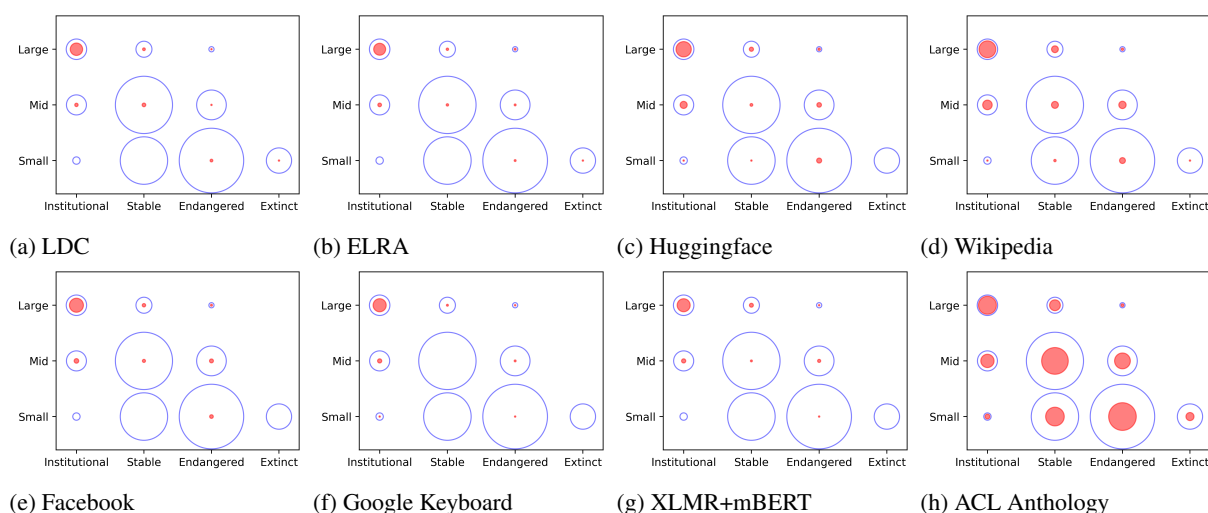 Large
Mid
Small
Institutional Stable Endangered Extinct
(a) LDC
Large
Mid
Small
Institutional Stable Endangered Extinct
(b) ELRA
Large
Mid
Small
Institutional Stable Endangered Extinct
(c) Huggingface
Large
Mid
Small
Institutional Stable Endangered Extinct
(d) Wikipedia
Large
Mid
Small
Institutional Stable Endangered Extinct
(e) Facebook
Large
Mid
Small
Institutional Stable Endangered Extinct
(f) Google Keyboard
Large
Mid
Small
Institutional Stable Endangered Extinct
(g) XLMR+mBERT
Large
Mid
Small
Institutional Stable Endangered Extinct
(h) ACL Anthology